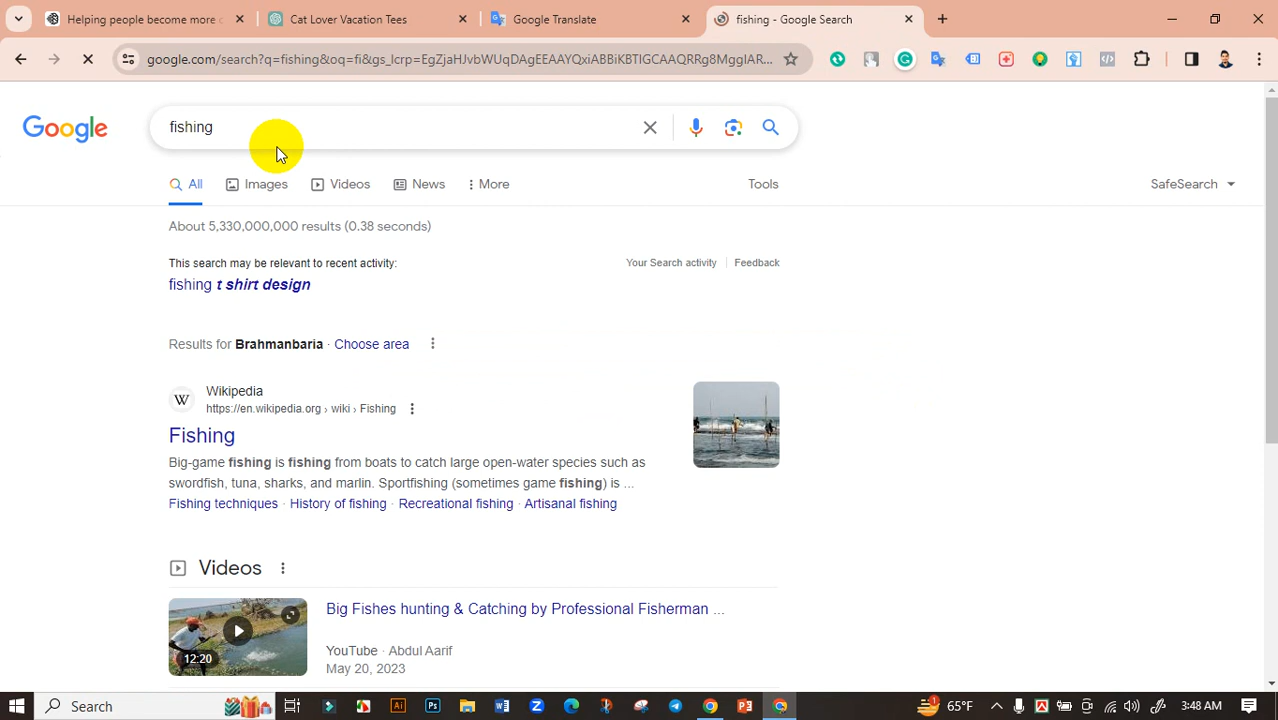 Helping people become more c
Cat Lover Vacation Tees
Google Translate
fishing - Google Search
google.com/search?q=fishing&oq=fi&gs_lcrp=EgZjaHJvbWUqDAgEEAAYQxiABBiKBTIGCAAQRRg8MggIARA...
Google
fishing
All
Images
Videos
News
More
Tools
SafeSearch
About 5,330,000,000 results (0.38 seconds)
This search may be relevant to recent activity:
Your Search activity
Feedback
fishing t shirt design
Results for Brahmanbaria · Choose area
W
Wikipedia
https://en.wikipedia.org › wiki › Fishing
Fishing
Big-game fishing is fishing from boats to catch large open-water species such as
swordfish, tuna, sharks, and marlin. Sportfishing (sometimes game fishing) is ...
Fishing techniques · History of fishing · Recreational fishing · Artisanal fishing
Videos
Big Fishes hunting & Catching by Professional Fisherman ...
12:20
YouTube · Abdul Aarif
May 20, 2023
Search
Ai
Ps
65°F
3:48 AM